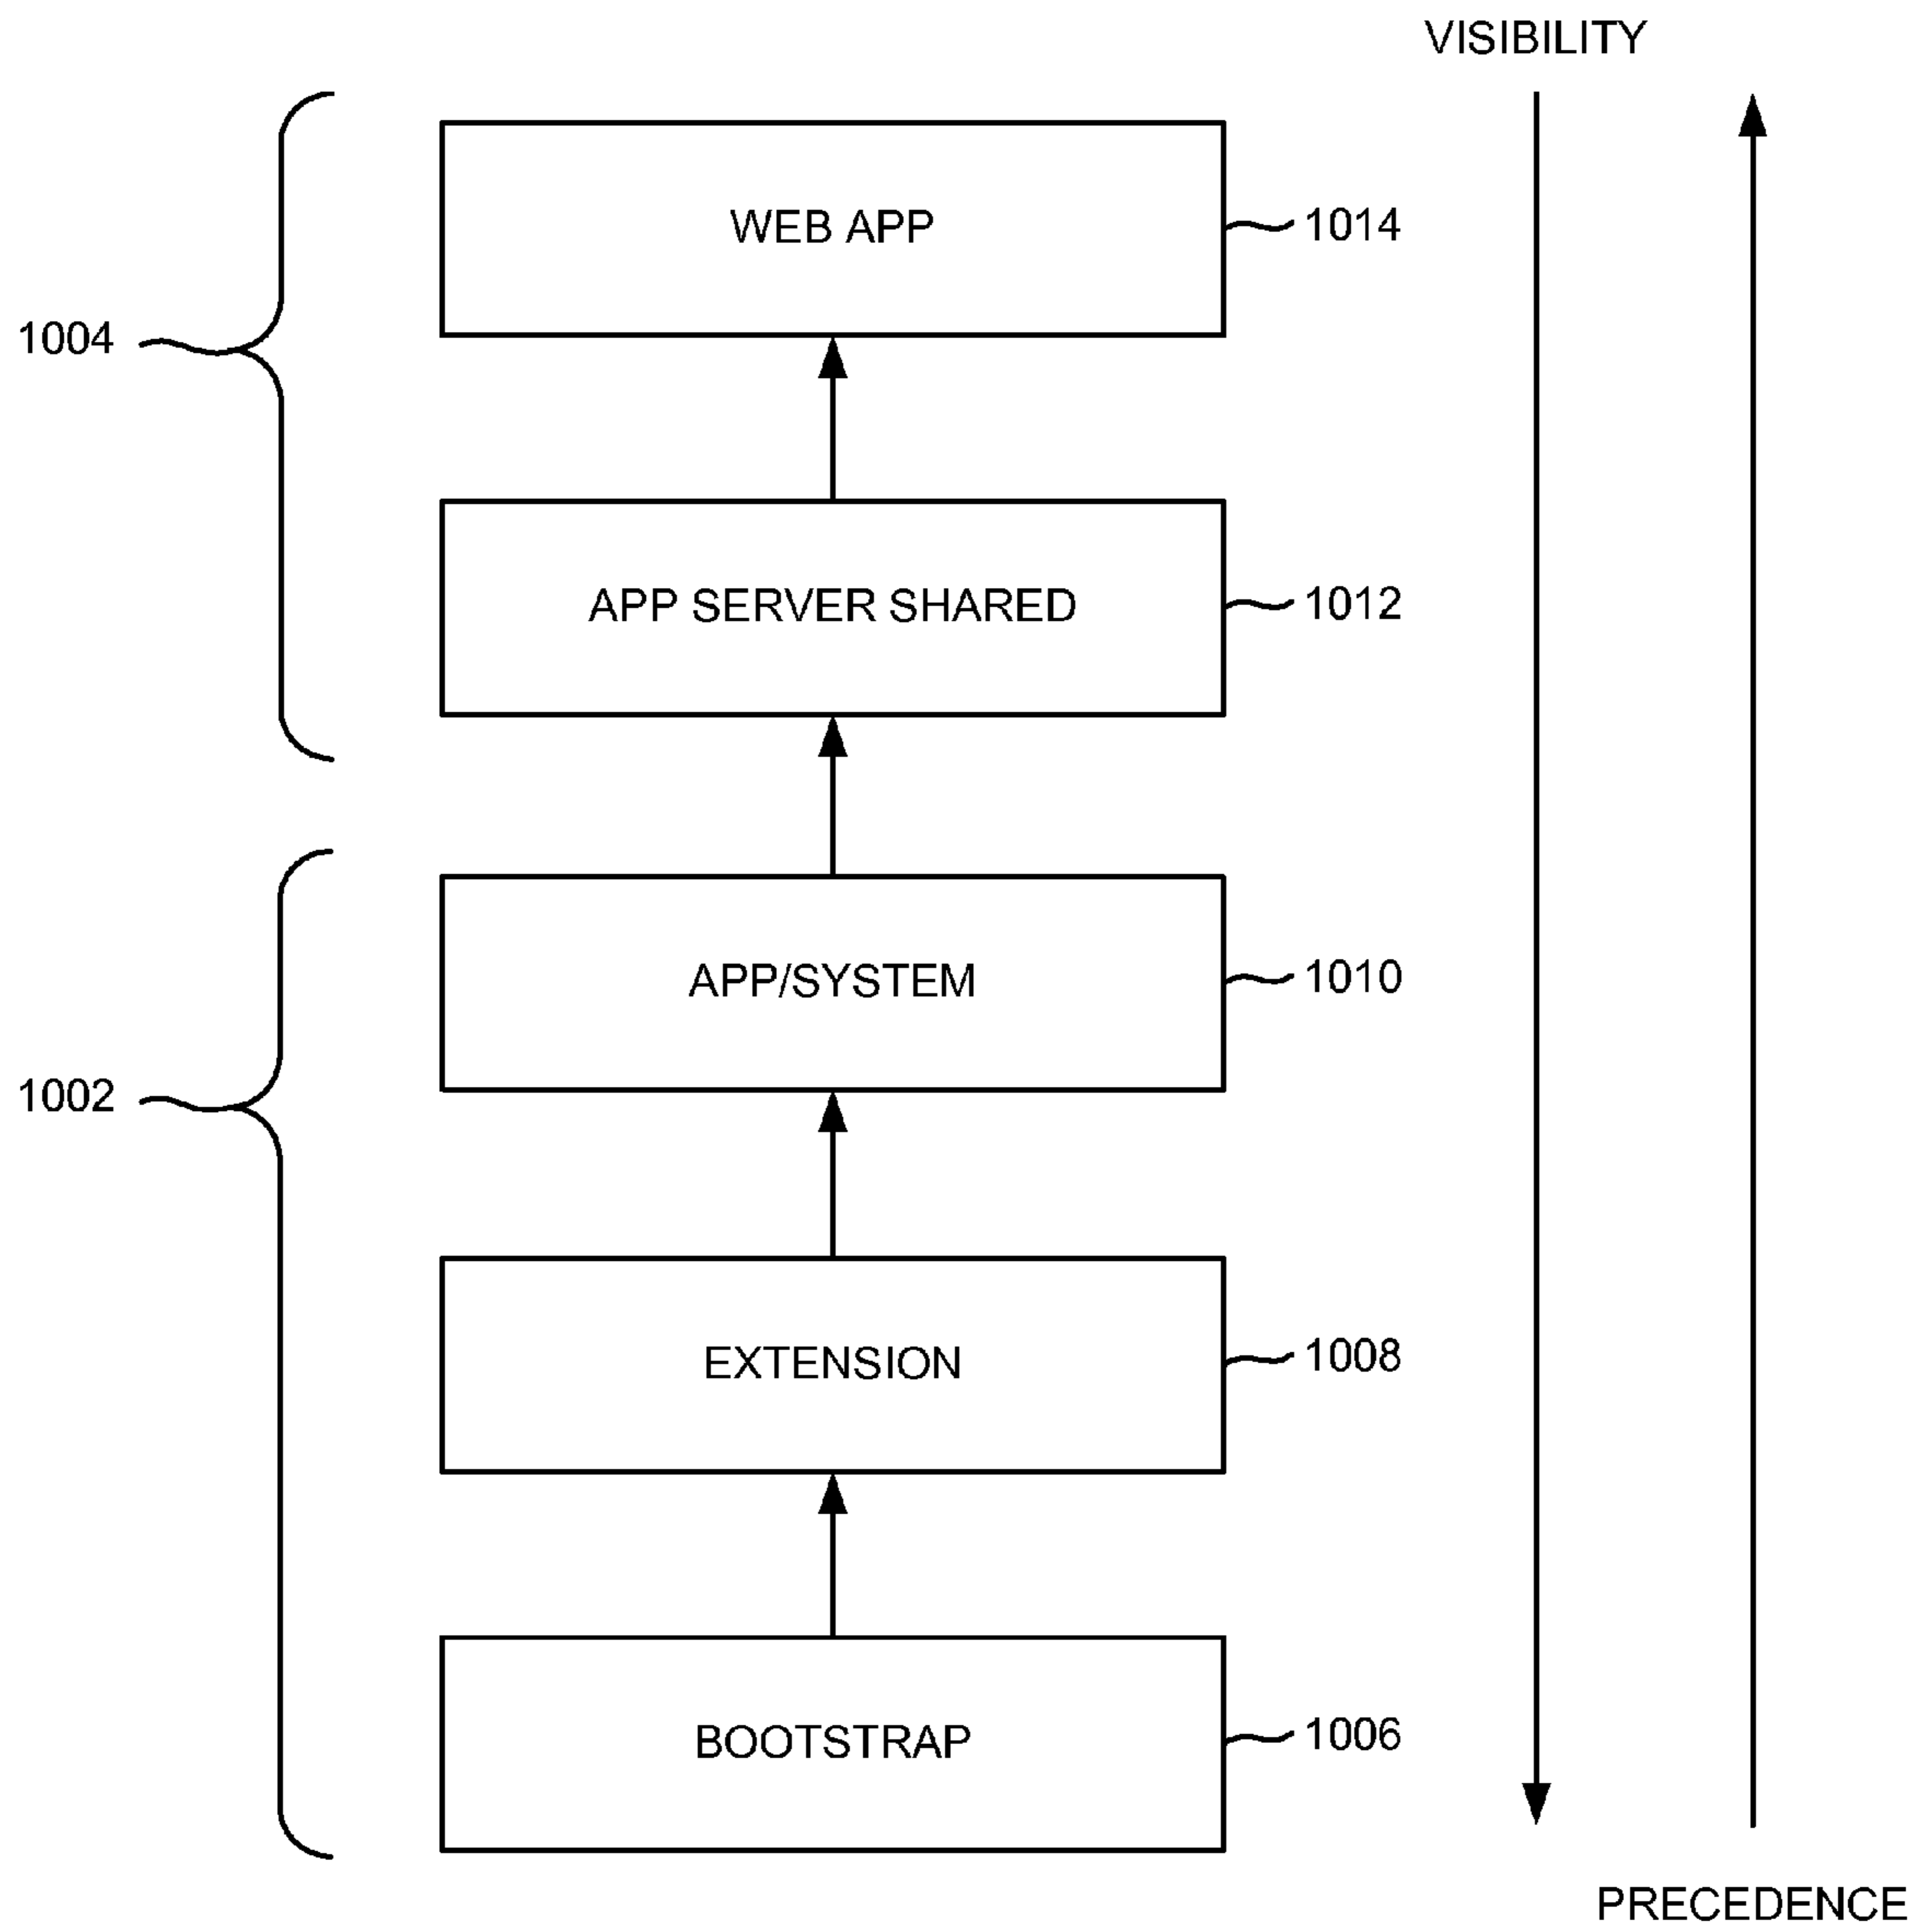 VISIBILITY
WEB APP
1014
1004
APP SERVER SHARED
1012
APP/SYSTEM
1010
1002
EXTENSION
1008
BOOTSTRAP
1006
PRECEDENCE